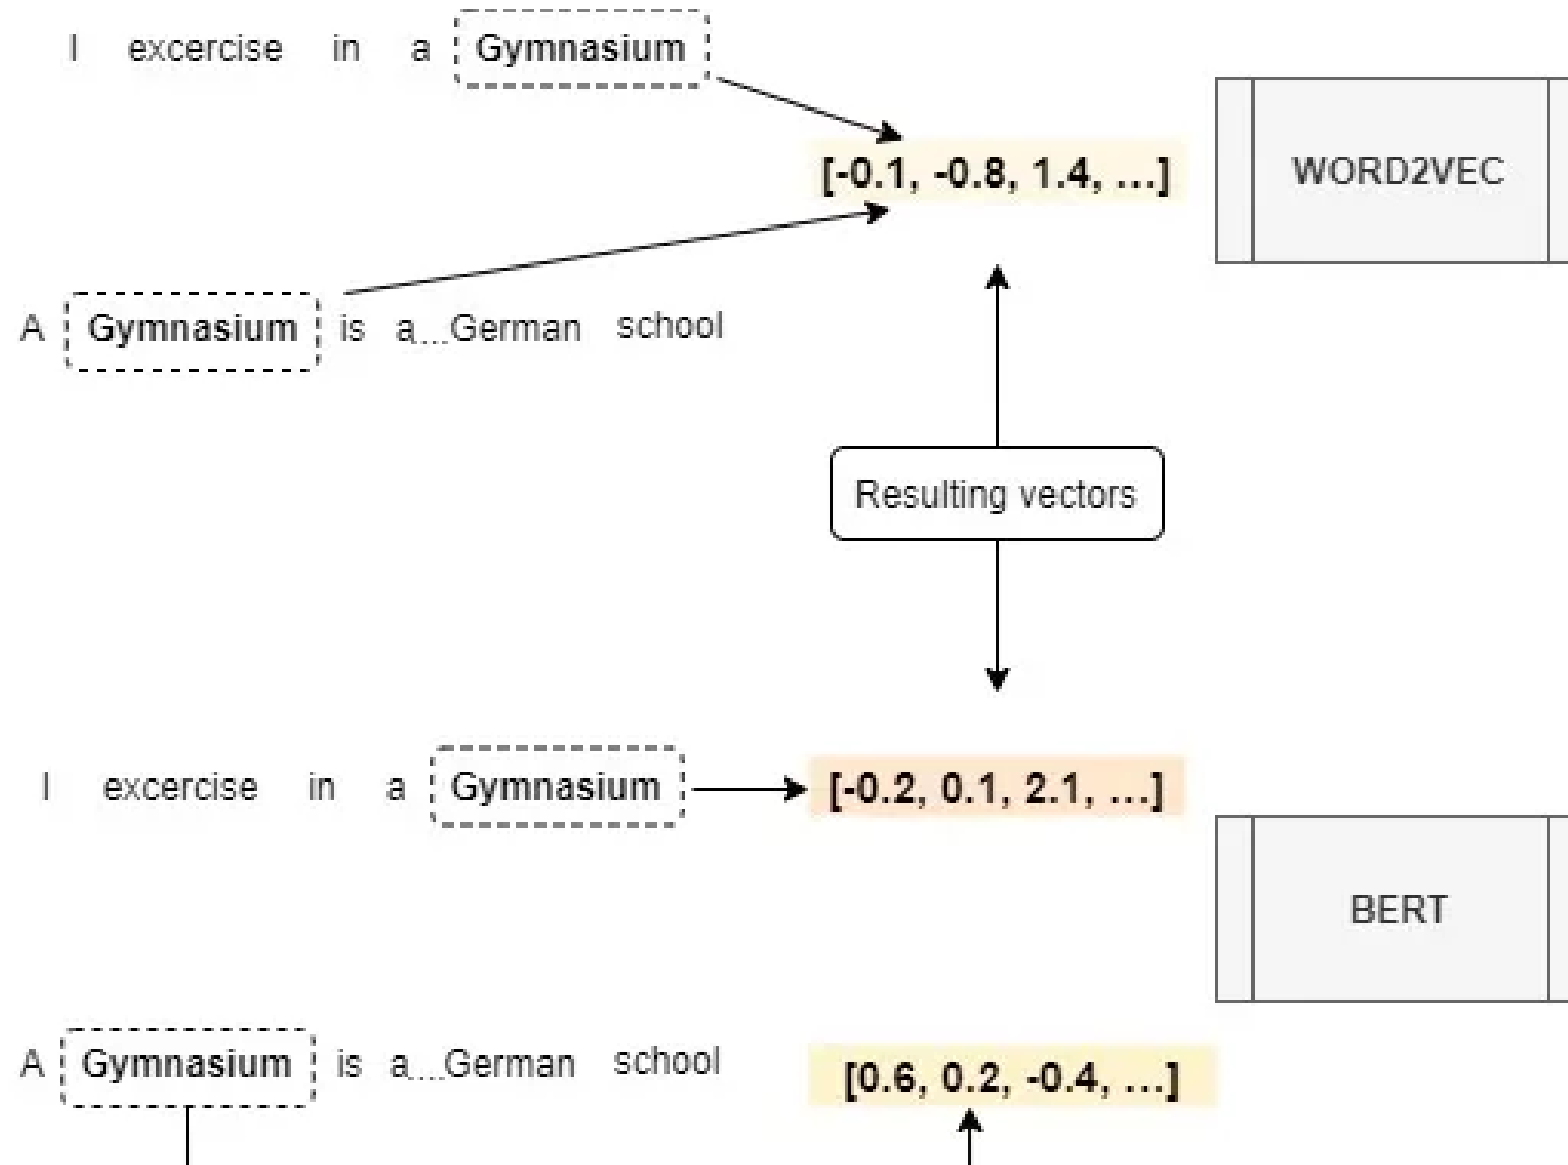 I excercise in a Gymnasium
[-0.1, -0.8, 1.4, ...]
WORD2VEC
A Gymnasium is a...German school
Resulting vectors
I excercise in a Gymnasium
[-0.2, 0.1, 2.1, ...]
BERT
A Gymnasium is a...German school
[0.6, 0.2, -0.4, ...]